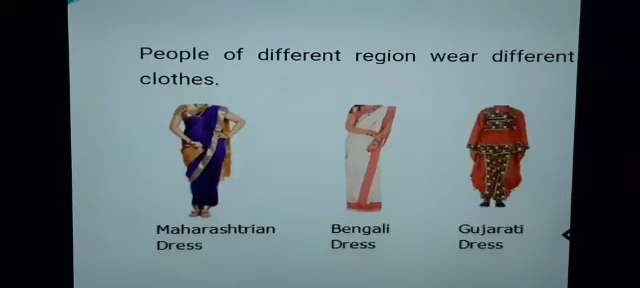 People of different region wear different
clothes.
Maharashtrian Dress
Bengali Dress
Gujarati Dress